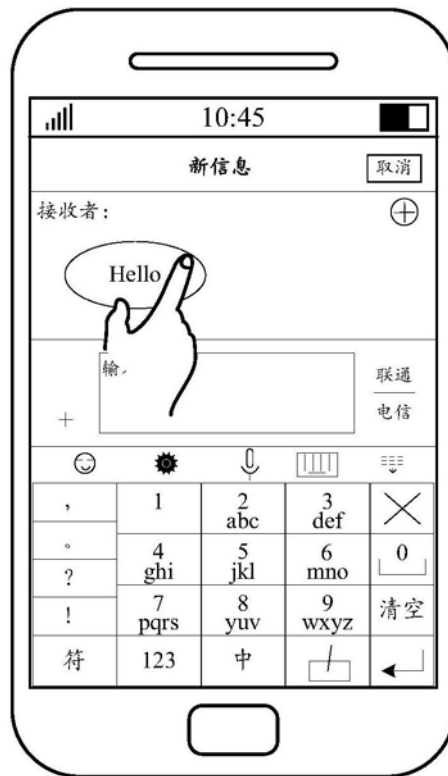 10:45
新信息
取消
接收者：
Hello
输
联通
电信
,
1
2
abc
3
def
。
4
ghi
5
jkl
6
mno
0
?
!
7
pqrs
8
yuv
9
wxyz
清空
符
123
中